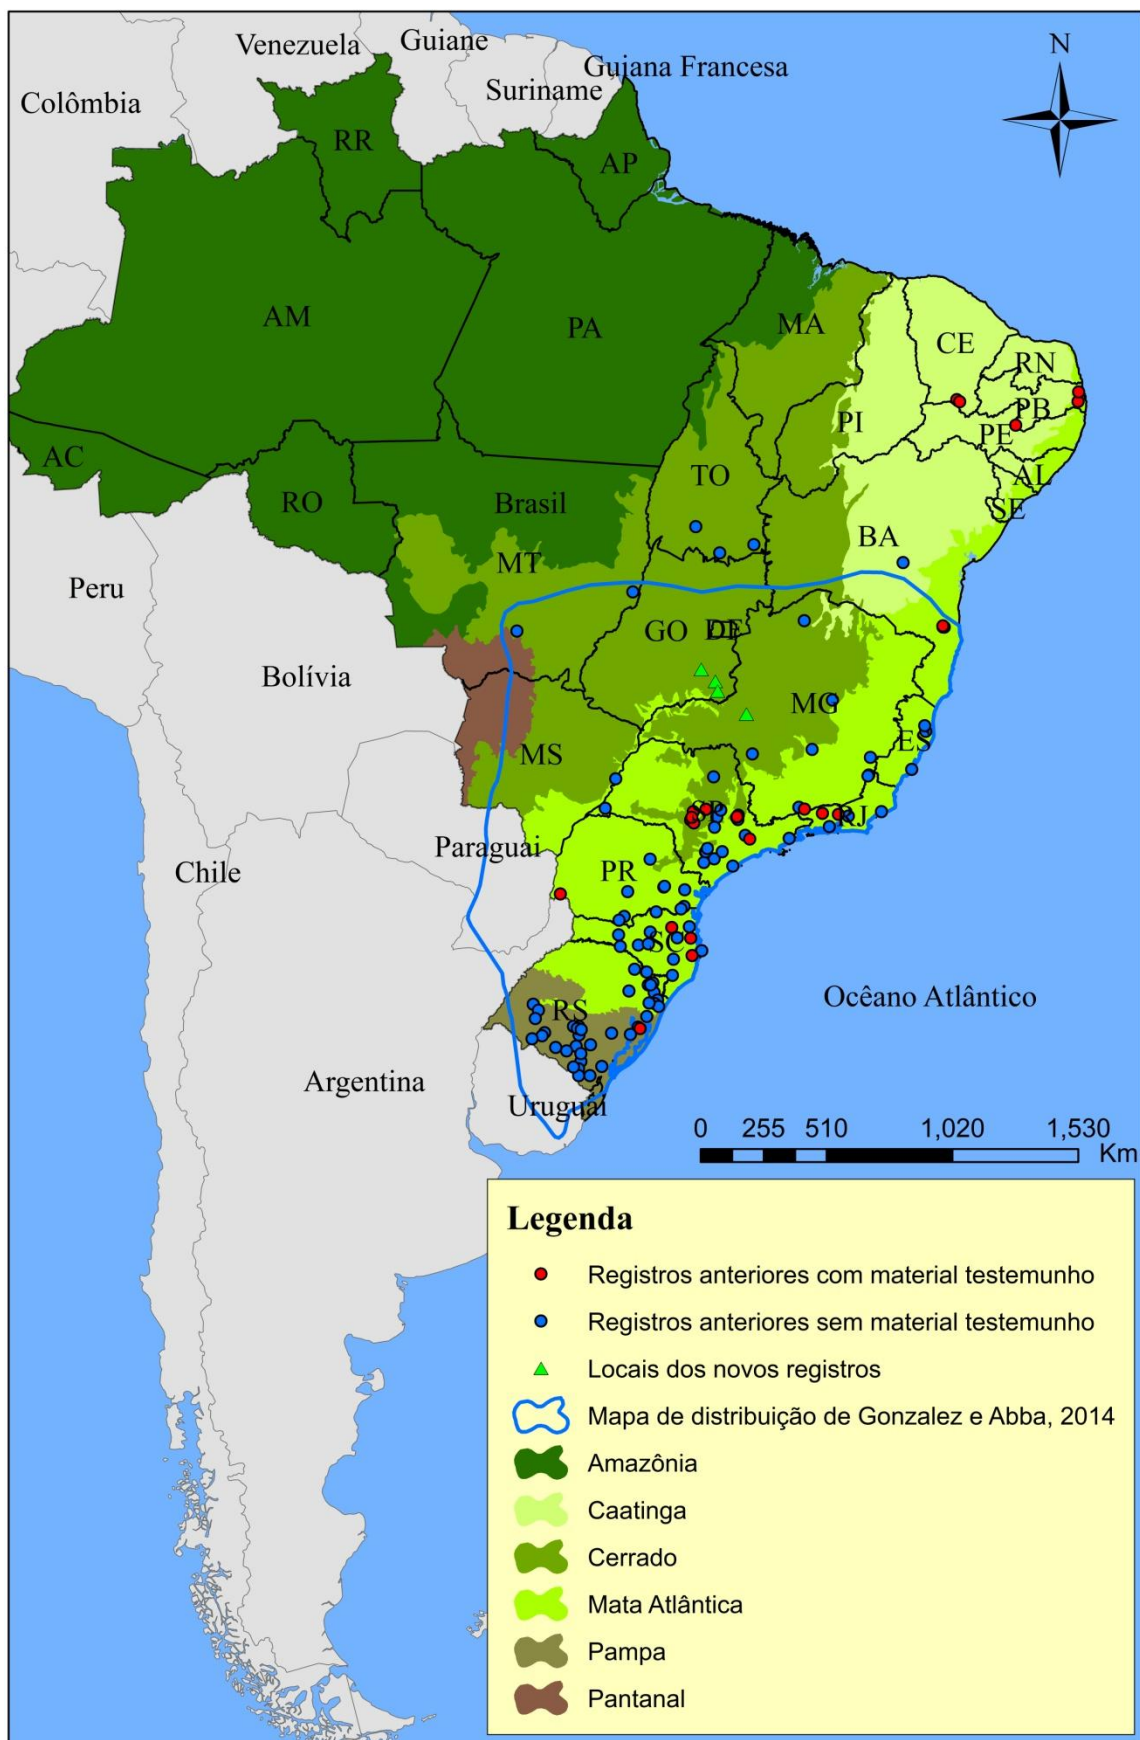 Venezuela
Guiane
Guiana Francesa
Suriname
Colômbia
N
RR
AP
AM
PA
MA
CE
RN
PB
PI
PE
AL
SE
AC
RO
TO
Brasil
BA
MT
Peru
GO
DF
Bolívia
MG
ES
MS
SP
RJ
Paraguai
Chile
PR
SC
Ocêano Atlântico
RS
Argentina
Uruguai
0 255 510 1,020 1,530
Km
Legenda
Registros anteriores com material testemunho
Registros anteriores sem material testemunho
Locais dos novos registros
Mapa de distribuição de Gonzalez e Abba, 2014
Amazônia
Caatinga
Cerrado
Mata Atlântica
Pampa
Pantanal